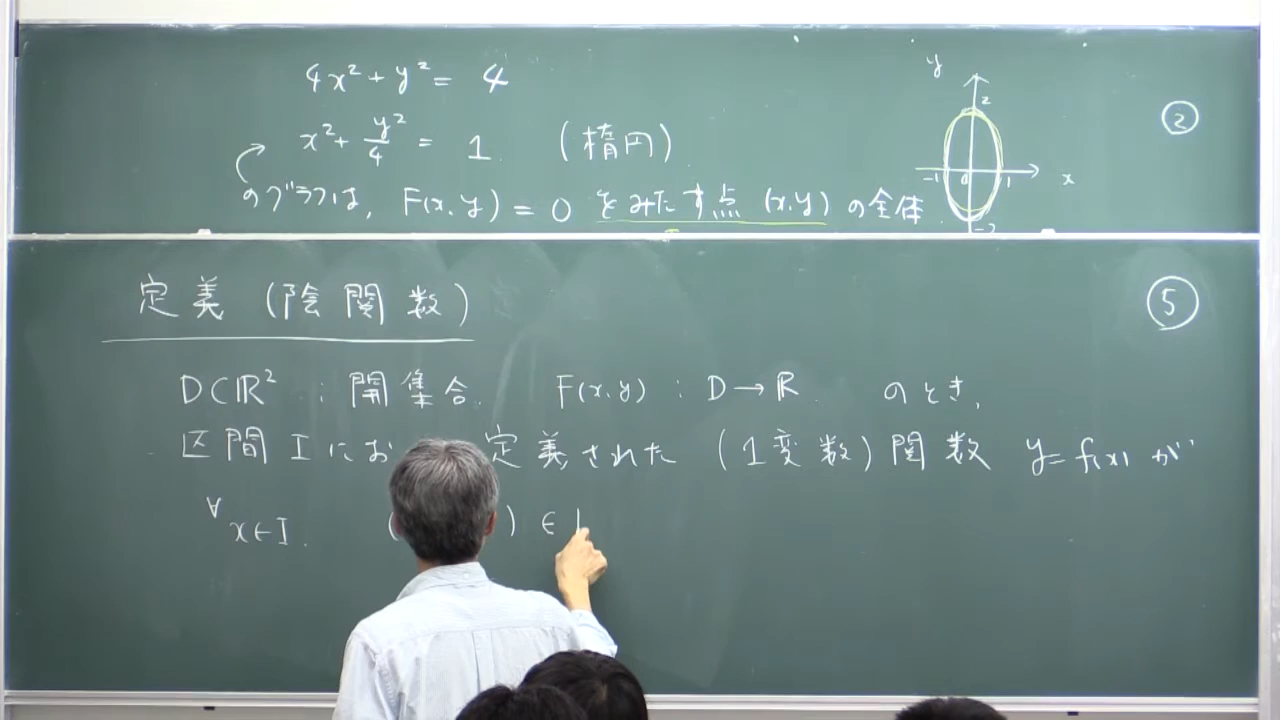 4x² + y² = 4
x² + y²/4 = 1 (楕円)
のグラフは, F(x,y) = 0 をみたす点 (x,y) の全体.
y
2
-1 0 1 x
-2
②
定義 (陰関数)
⑤
D⊂ℝ² : 開集合. F(x,y) : D→ℝ. のとき,
区間 I にお 定義された (1変数) 関数 y=f(x) が
∀x∈I. ( ) ∈